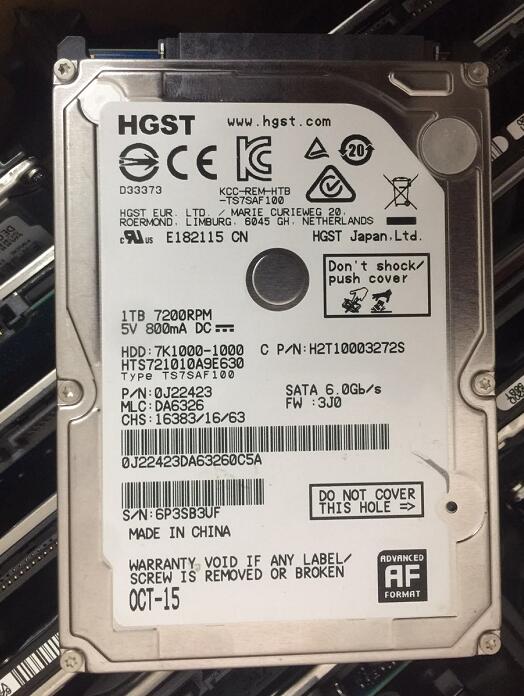 HGST www.hgst.com
20
D33373
KCC-REM-HTB
-TS7SAF100
HGST EUR. LTD. / MARIE CURIEWEG 20,
ROERMOND, LIMBURG, 6045 GH, NETHERLANDS
c RU us E182115 CN HGST Japan,Ltd.
Don't shock/
push cover
1TB 7200RPM
5V 800mA DC
HDD:7K1000-1000 C P/N:H2T10003272S
HTS721010A9E630
Type TS7SAF100
P/N:0J22423 SATA 6.0Gb/s
MLC:DA6326 FW :3J0
CHS:16383/16/63
0J22423DA63260C5A
S/N:6P3SB3UF
DO NOT COVER
THIS HOLE =>
MADE IN CHINA
WARRANTY VOID IF ANY LABEL/
SCREW IS REMOVED OR BROKEN
OCT-15
ADVANCED
AF
FORMAT